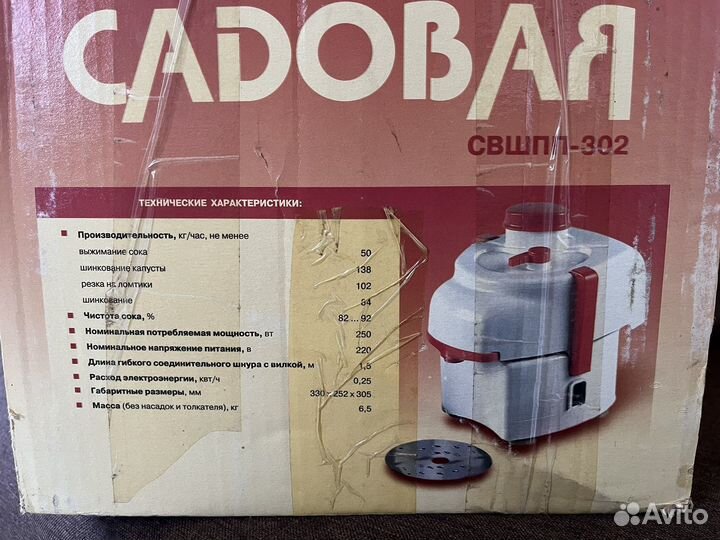 САДОВАЯ
СВШПП-302
ТЕХНИЧЕСКИЕ ХАРАКТЕРИСТИКИ:
Производительность, кг/час, не менее
выжимание сока 50
шинкование капусты 138
резка на ломтики 102
шинкование 84
Чистота сока, % 82 ... 92
Номинальная потребляемая мощность, вт 250
Номинальное напряжение питания, в 220
Длина гибкого соединительного шнура с вилкой, м 1,5
Расход электроэнергии, квт/ч 0,25
Габаритные размеры, мм 330 x 252 x 305
Масса (без насадок и толкателя), кг 6,5
Avito